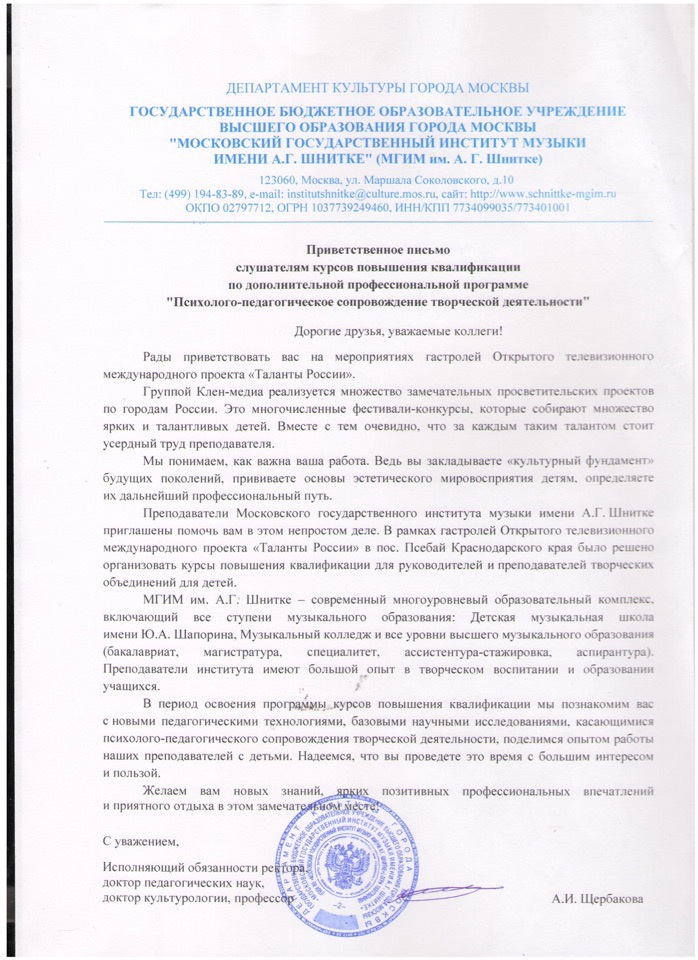 ДЕПАРТАМЕНТ КУЛЬТУРЫ ГОРОДА МОСКВЫ
ГОСУДАРСТВЕННОЕ БЮДЖЕТНОЕ ОБРАЗОВАТЕЛЬНОЕ УЧРЕЖДЕНИЕ
ВЫСШЕГО ОБРАЗОВАНИЯ ГОРОДА МОСКВЫ
"МОСКОВСКИЙ ГОСУДАРСТВЕННЫЙ ИНСТИТУТ МУЗЫКИ
ИМЕНИ А.Г. ШНИТКЕ" (МГИМ им. А. Г. Шнитке)
123060, Москва, ул. Маршала Соколовского, д.10
Тел: (499) 194-83-89, e-mail: institutshnitke@culture.mos.ru, сайт: http://www.schnittke-mgim.ru
ОКПО 02797712, ОГРН 1037739249460, ИНН/КПП 7734099035/773401001
Приветственное письмо
слушателям курсов повышения квалификации
по дополнительной профессиональной программе
"Психолого-педагогическое сопровождение творческой деятельности"
Дорогие друзья, уважаемые коллеги!
Рады приветствовать вас на мероприятиях гастролей Открытого телевизионного
международного проекта «Таланты России».
Группой Клен-медиа реализуется множество замечательных просветительских проектов
по городам России. Это многочисленные фестивали-конкурсы, которые собирают множество
ярких и талантливых детей. Вместе с тем очевидно, что за каждым таким талантом стоит
усердный труд преподавателя.
Мы понимаем, как важна ваша работа. Ведь вы закладываете «культурный фундамент»
будущих поколений, прививаете основы эстетического мировосприятия детям, определяете
их дальнейший профессиональный путь.
Преподаватели Московского государственного института музыки имени А.Г. Шнитке
приглашены помочь вам в этом непростом деле. В рамках гастролей Открытого телевизионного
международного проекта «Таланты России» в пос. Псебай Краснодарского края было решено
организовать курсы повышения квалификации для руководителей и преподавателей творческих
объединений для детей.
МГИМ им. А.Г. Шнитке – современный многоуровневый образовательный комплекс,
включающий все ступени музыкального образования: Детская музыкальная школа
имени Ю.А. Шапорина, Музыкальный колледж и все уровни высшего музыкального образования
(бакалавриат, магистратура, специалитет, ассистентура-стажировка, аспирантура).
Преподаватели института имеют большой опыт в творческом воспитании и образовании
учащихся.
В период освоения программы курсов повышения квалификации мы познакомим вас
с новыми педагогическими технологиями, базовыми научными исследованиями, касающимися
психолого-педагогического сопровождения творческой деятельности, поделимся опытом работы
наших преподавателей с детьми. Надеемся, что вы проведете это время с большим интересом
и пользой.
Желаем вам новых знаний, ярких позитивных профессиональных впечатлений
и приятного отдыха в этом замечательном месте!
С уважением,
Исполняющий обязанности ректора,
доктор педагогических наук,
доктор культурологии, профессор
А.И. Щербакова
ДЕПАРТАМЕНТ КУЛЬТУРЫ ГОРОДА МОСКВЫ
-2-